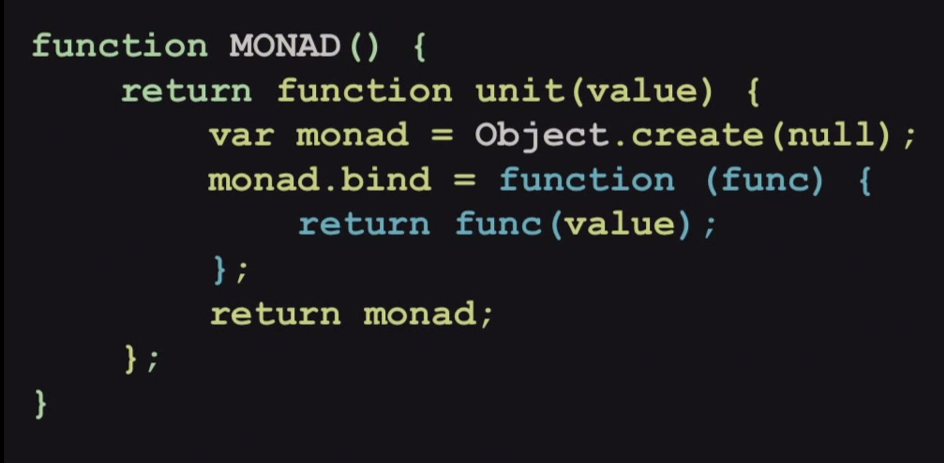 function MONAD() {
    return function unit(value) {
        var monad = Object.create(null);
        monad.bind = function (func) {
            return func(value);
        };
        return monad;
    };
}